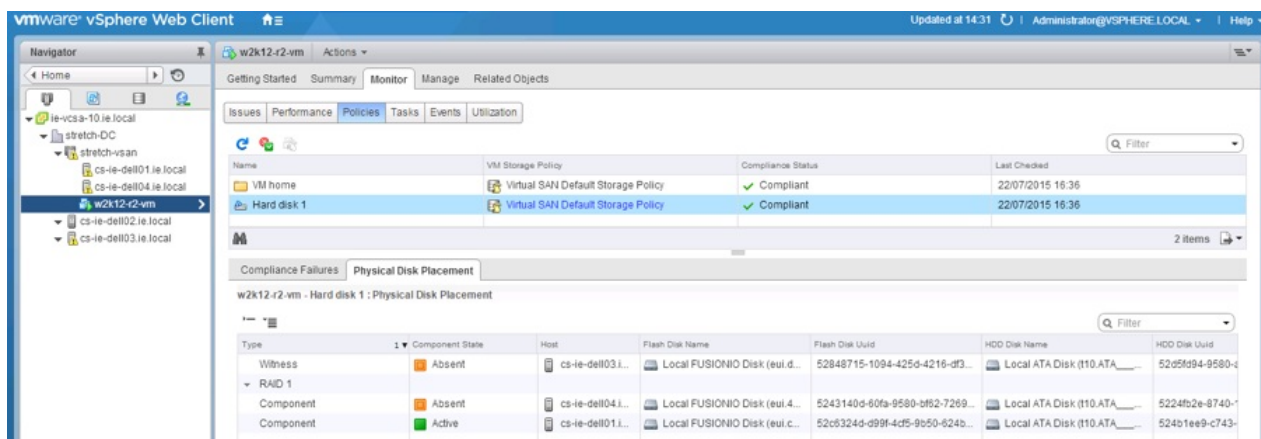 vmware® vSphere Web Client
Updated at 14:31 | Administrator@VSPHERE.LOCAL | Help
Navigator
w2k12-r2-vm Actions
Home
Getting Started Summary Monitor Manage Related Objects
Issues Performance Policies Tasks Events Utilization
ie-vcsa-10.ie.local
stretch-DC
stretch-vsan
cs-ie-dell01.ie.local
cs-ie-dell04.ie.local
w2k12-r2-vm
cs-ie-dell02.ie.local
cs-ie-dell03.ie.local
Filter
Name VM Storage Policy Compliance Status Last Checked
VM home Virtual SAN Default Storage Policy Compliant 22/07/2015 16:36
Hard disk 1 Virtual SAN Default Storage Policy Compliant 22/07/2015 16:36
2 items
Compliance Failures Physical Disk Placement
w2k12-r2-vm - Hard disk 1 : Physical Disk Placement
Filter
Type 1 Component State Host Flash Disk Name Flash Disk Uuid HDD Disk Name HDD Disk Uuid
Witness Absent cs-ie-dell03.i... Local FUSIONIO Disk (eui.d... 52848715-1094-425d-4216-df3... Local ATA Disk (t10.ATA____... 52d5fd94-9580-
RAID 1
Component Absent cs-ie-dell04.i... Local FUSIONIO Disk (eui.4... 5243140d-60fa-9580-bf62-7269... Local ATA Disk (t10.ATA____... 5224fb2e-8740-
Component Active cs-ie-dell01.i... Local FUSIONIO Disk (eui.c... 52c6324d-d99f-4cf5-9b50-624b... Local ATA Disk (t10.ATA____... 524b1ee9-c743-